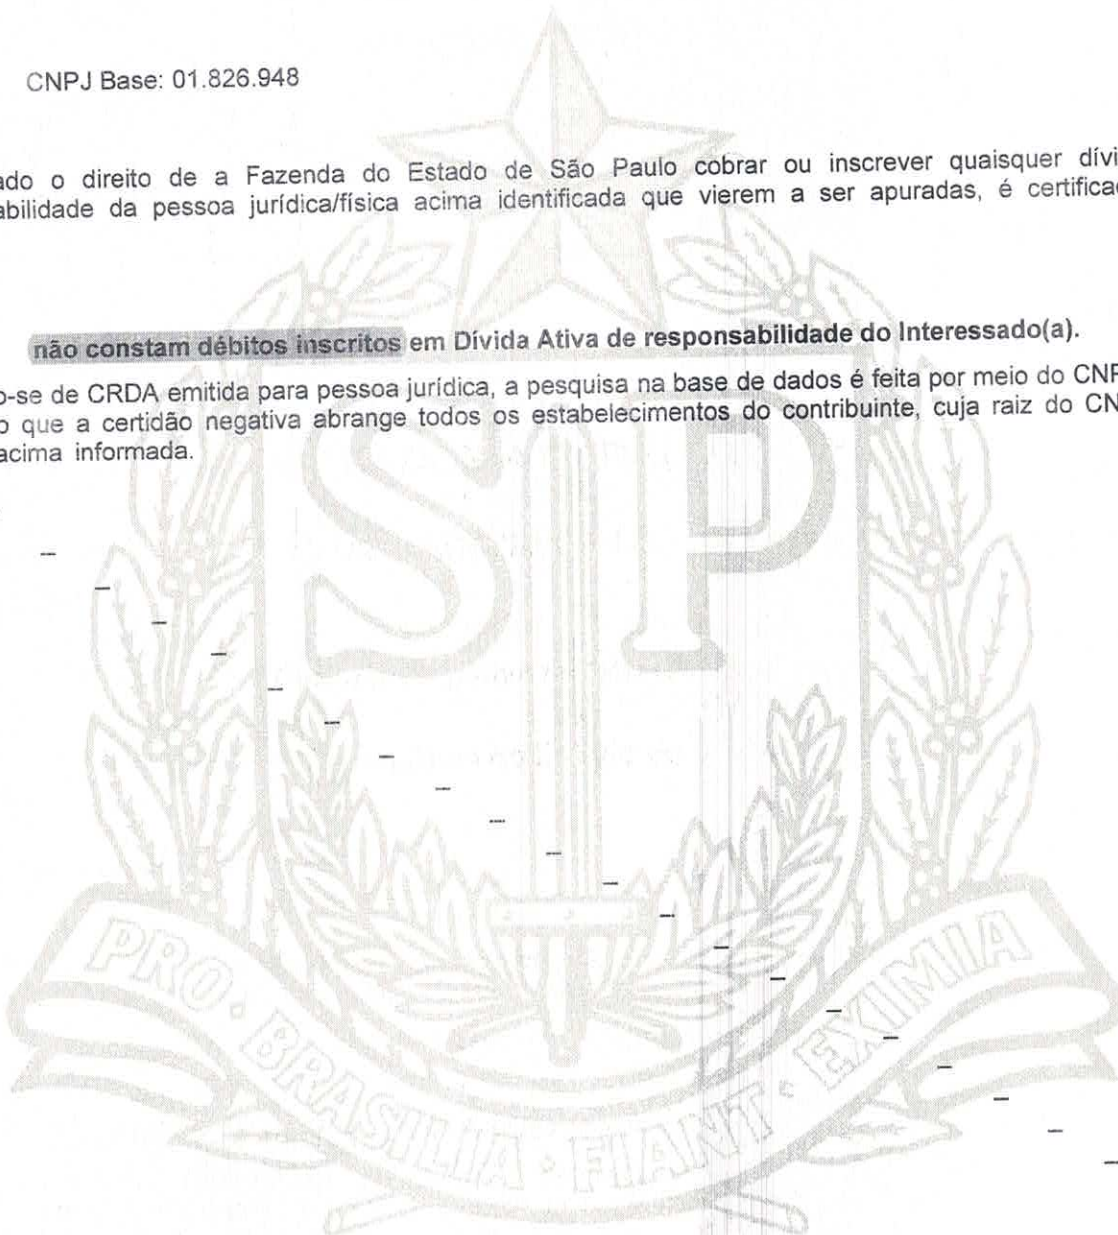 CNPJ Base: 01.826.948
ado o direito de a Fazenda do Estado de São Paulo cobrar ou inscrever quaisquer dívi
abilidade da pessoa jurídica/física acima identificada que vierem a ser apuradas, é certificad
não constam débitos inscritos em Dívida Ativa de responsabilidade do Interessado(a).
o-se de CRDA emitida para pessoa jurídica, a pesquisa na base de dados é feita por meio do CNP
o que a certidão negativa abrange todos os estabelecimentos do contribuinte, cuja raiz do CN
acima informada.
SP
PRO · BRASILIA · FIANT · EXIMIA